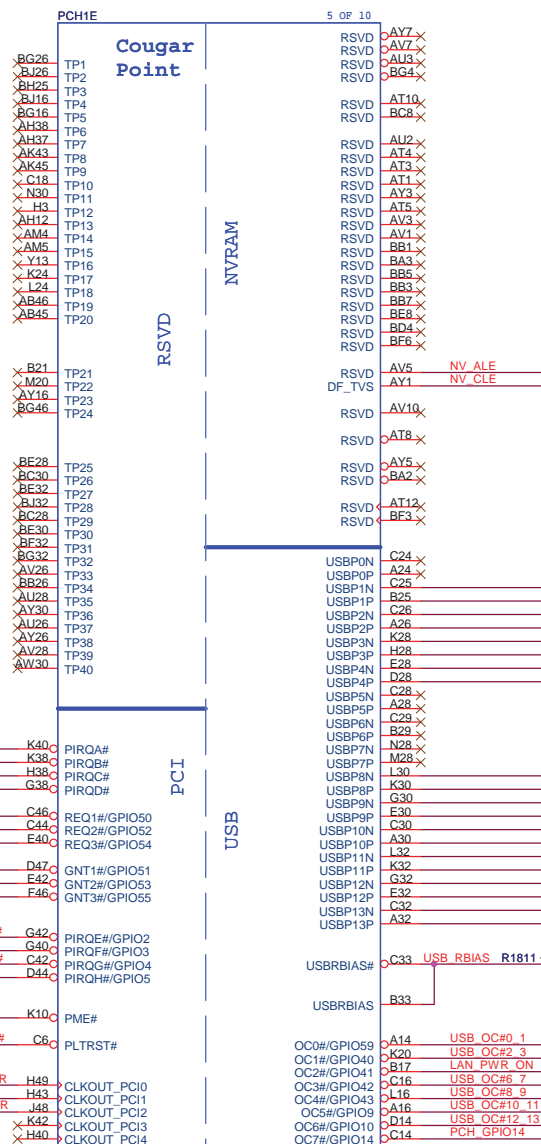 PCH1E
5 OF 10
Cougar
Point
NVRAM
RSVD
PCI
USB
BG26 TP1
BJ26 TP2
BH25 TP3
BJ16 TP4
BG16 TP5
AH38 TP6
AH37 TP7
AK43 TP8
AK45 TP9
C18 TP10
N30 TP11
H3 TP12
AH12 TP13
AM4 TP14
AM5 TP15
Y13 TP16
K24 TP17
L24 TP18
AB46 TP19
AB45 TP20
B21 TP21
M20 TP22
AY16 TP23
BG46 TP24
BE28 TP25
BC30 TP26
BE32 TP27
BJ32 TP28
BC28 TP29
BE30 TP30
BF32 TP31
BG32 TP32
AV26 TP33
BB26 TP34
AU28 TP35
AY30 TP36
AU26 TP37
AY26 TP38
AV28 TP39
AW30 TP40
K40 PIRQA#
K38 PIRQB#
H38 PIRQC#
G38 PIRQD#
C46 REQ1#/GPIO50
C44 REQ2#/GPIO52
E40 REQ3#/GPIO54
D47 GNT1#/GPIO51
E42 GNT2#/GPIO53
F46 GNT3#/GPIO55
# G42 PIRQE#/GPIO2
G40 PIRQF#/GPIO3
# C42 PIRQG#/GPIO4
D44 PIRQH#/GPIO5
K10 PME#
# C6 PLTRST#
R H49 CLKOUT_PCI0
H43 CLKOUT_PCI1
R J48 CLKOUT_PCI2
K42 CLKOUT_PCI3
H40 CLKOUT_PCI4
RSVD AY7
RSVD AV7
RSVD AU3
RSVD BG4
RSVD AT10
RSVD BC8
RSVD AU2
RSVD AT4
RSVD AT3
RSVD AT1
RSVD AY3
RSVD AT5
RSVD AV3
RSVD AV1
RSVD BB1
RSVD BA3
RSVD BB5
RSVD BB3
RSVD BB7
RSVD BE8
RSVD BD4
RSVD BF6
RSVD AV5 NV_ALE
DF_TVS AY1 NV_CLE
RSVD AV10
RSVD AT8
RSVD AY5
RSVD BA2
RSVD AT12
RSVD BF3
USBP0N C24
USBP0P A24
USBP1N C25
USBP1P B25
USBP2N C26
USBP2P A26
USBP3N K28
USBP3P H28
USBP4N E28
USBP4P D28
USBP5N C28
USBP5P A28
USBP6N C29
USBP6P B29
USBP7N N28
USBP7P M28
USBP8N L30
USBP8P K30
USBP9N G30
USBP9P E30
USBP10N C30
USBP10P A30
USBP11N L32
USBP11P K32
USBP12N G32
USBP12P E32
USBP13N C32
USBP13P A32
USBRBIAS# C33 USB_RBIAS R1811
USBRBIAS B33
OC0#/GPIO59 A14 USB_OC#0_1
OC1#/GPIO40 K20 USB_OC#2_3
OC2#/GPIO41 B17 LAN_PWR_ON
OC3#/GPIO42 C16 USB_OC#6_7
OC4#/GPIO43 L16 USB_OC#8_9
OC5#/GPIO9 A16 USB_OC#10_11
OC6#/GPIO10 D14 USB_OC#12_13
OC7#/GPIO14 C14 PCH_GPIO14